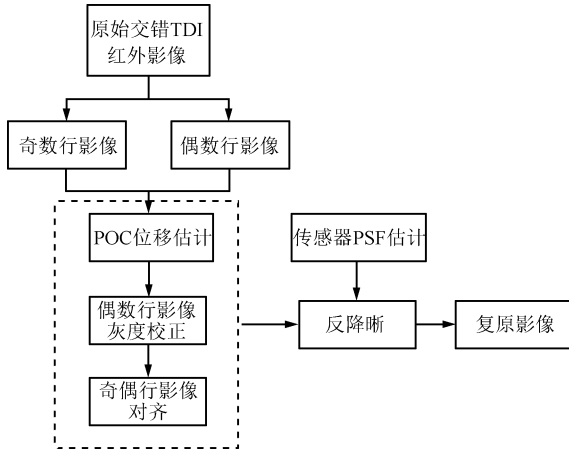 原始交错TDI
红外影像
奇数行影像
偶数行影像
POC位移估计
传感器PSF估计
偶数行影像
灰度校正
反降晰
复原影像
奇偶行影像
对齐